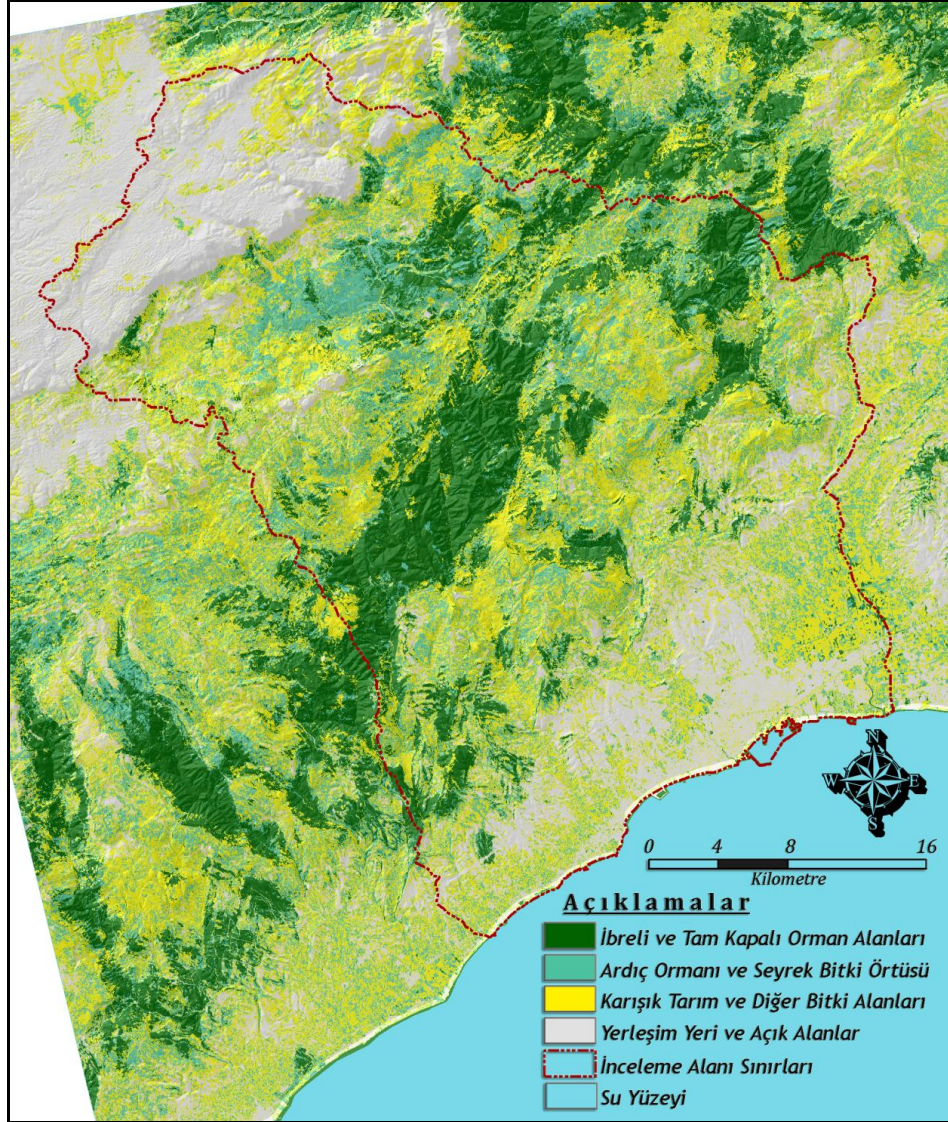 N
W E
S
0 4 8 16
Kilometre
Açıklamalar
İbreli ve Tam Kapalı Orman Alanları
Ardıç Ormanı ve Seyrek Bitki Örtüsü
Karışık Tarım ve Diğer Bitki Alanları
Yerleşim Yeri ve Açık Alanlar
İnceleme Alanı Sınırları
Su Yüzeyi